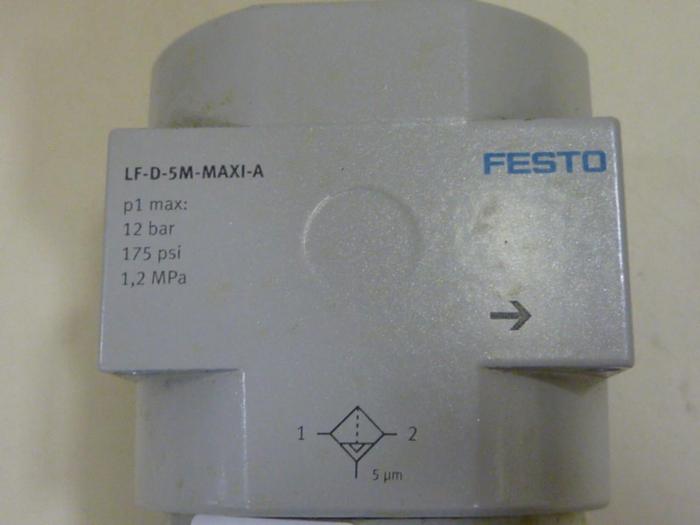 LF-D-5M-MAXI-A
p1 max:
12 bar
175 psi
1,2 MPa
FESTO
→
1 2
5 µm